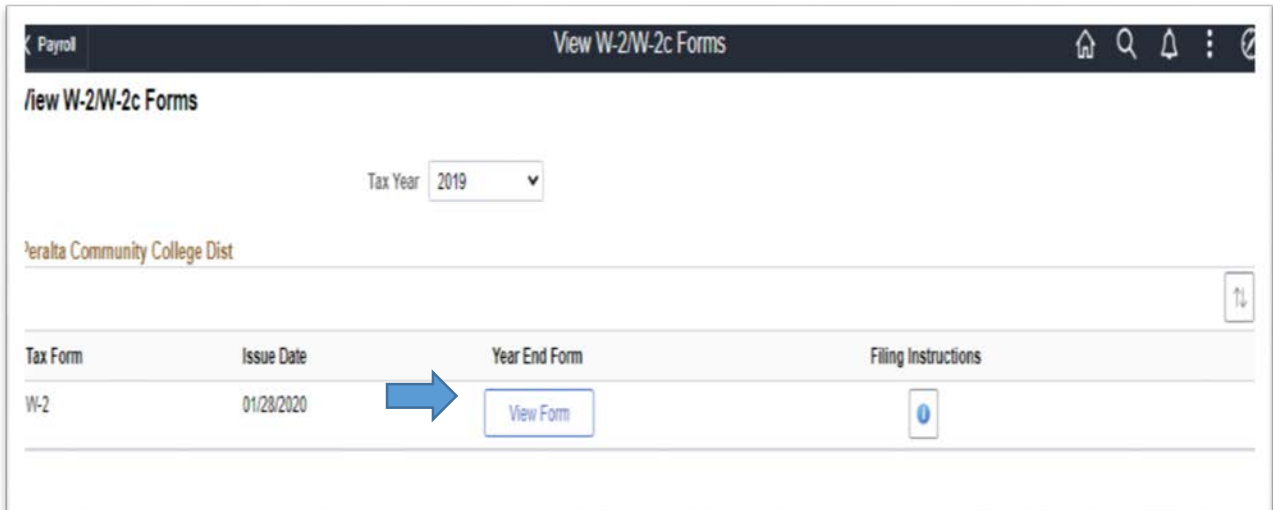 Payroll
View W-2/W-2c Forms
/iew W-2/W-2c Forms
Tax Year 2019
Peralta Community College Dist
Tax Form Issue Date Year End Form Filing Instructions
W-2 01/28/2020 View Form